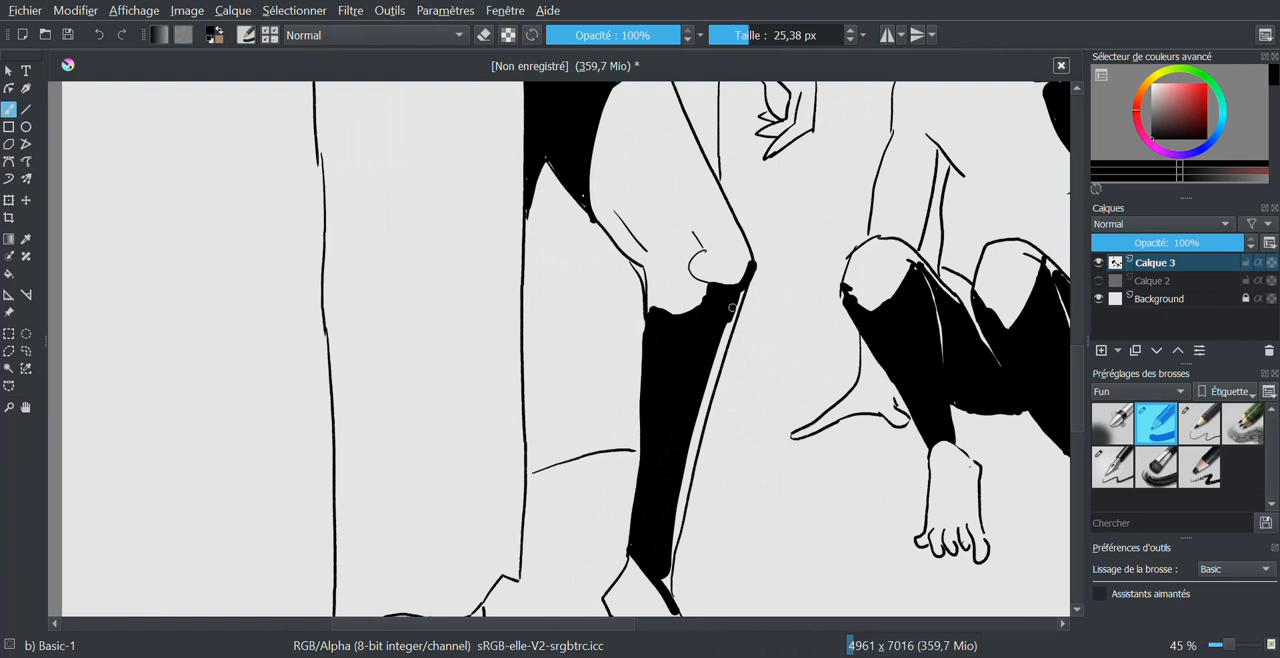 Fichier Modifier Affichage Image Calque Sélectionner Filtre Outils Paramètres Fenêtre Aide
Normal Opacité : 100% Taille : 25,38 px
[Non enregistré] (359,7 Mio) *
Sélecteur de couleurs avancé
Calques
Normal
Opacité: 100%
Calque 3
Calque 2
Background
Préréglages des brosses
Fun Étiquette
Chercher
Préférences d'outils
Lissage de la brosse : Basic
Assistants aimantés
b) Basic-1 RGB/Alpha (8-bit integer/channel) sRGB-elle-V2-srgbtrc.icc 4961 x 7016 (359,7 Mio) 45 %